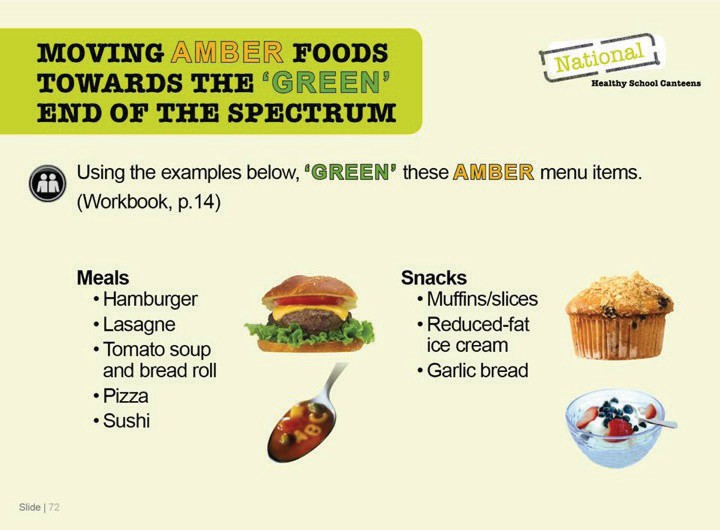 MOVING AMBER FOODS
TOWARDS THE ‘GREEN’
END OF THE SPECTRUM
National
Healthy School Canteens
Using the examples below, ‘GREEN’ these AMBER menu items.
(Workbook, p.14)
Meals
• Hamburger
• Lasagne
• Tomato soup
and bread roll
• Pizza
• Sushi
Snacks
• Muffins/slices
• Reduced-fat
ice cream
• Garlic bread
ABC
Slide | 72